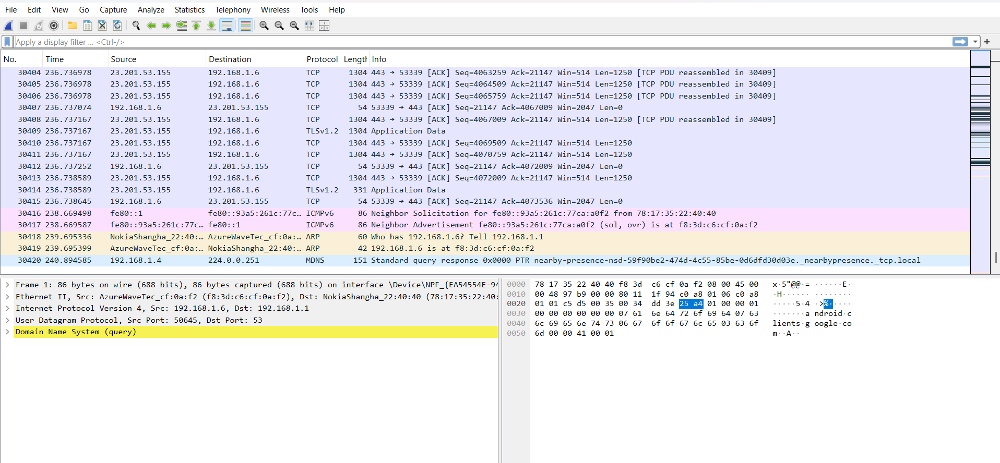 File Edit View Go Capture Analyze Statistics Telephony Wireless Tools Help
Apply a display filter … <Ctrl-/>
No. Time Source Destination Protocol Length Info
30404 236.736978 23.201.53.155 192.168.1.6 TCP 1304 443 → 53339 [ACK] Seq=4063259 Ack=21147 Win=514 Len=1250 [TCP PDU reassembled in 30409]
30405 236.736978 23.201.53.155 192.168.1.6 TCP 1304 443 → 53339 [ACK] Seq=4064509 Ack=21147 Win=514 Len=1250 [TCP PDU reassembled in 30409]
30406 236.736978 23.201.53.155 192.168.1.6 TCP 1304 443 → 53339 [ACK] Seq=4065759 Ack=21147 Win=514 Len=1250 [TCP PDU reassembled in 30409]
30407 236.737074 192.168.1.6 23.201.53.155 TCP 54 53339 → 443 [ACK] Seq=21147 Ack=4067009 Win=2047 Len=0
30408 236.737167 23.201.53.155 192.168.1.6 TCP 1304 443 → 53339 [ACK] Seq=4067009 Ack=21147 Win=514 Len=1250 [TCP PDU reassembled in 30409]
30409 236.737167 23.201.53.155 192.168.1.6 TLSv1.2 1304 Application Data
30410 236.737167 23.201.53.155 192.168.1.6 TCP 1304 443 → 53339 [ACK] Seq=4069509 Ack=21147 Win=514 Len=1250
30411 236.737167 23.201.53.155 192.168.1.6 TCP 1304 443 → 53339 [ACK] Seq=4070759 Ack=21147 Win=514 Len=1250
30412 236.737252 192.168.1.6 23.201.53.155 TCP 54 53339 → 443 [ACK] Seq=21147 Ack=4072009 Win=2047 Len=0
30413 236.738589 23.201.53.155 192.168.1.6 TCP 1304 443 → 53339 [ACK] Seq=4072009 Ack=21147 Win=514 Len=1250
30414 236.738589 23.201.53.155 192.168.1.6 TLSv1.2 331 Application Data
30415 236.738645 192.168.1.6 23.201.53.155 TCP 54 53339 → 443 [ACK] Seq=21147 Ack=4073536 Win=2047 Len=0
30416 238.669498 fe80::1 fe80::93a5:261c:77c… ICMPv6 86 Neighbor Solicitation for fe80::93a5:261c:77ca:a0f2 from 78:17:35:22:40:40
30417 238.669587 fe80::93a5:261c:77c… fe80::1 ICMPv6 86 Neighbor Advertisement fe80::93a5:261c:77ca:a0f2 (sol, ovr) is at f8:3d:c6:cf:0a:f2
30418 239.695336 NokiaShangha_22:40:… AzureWaveTec_cf:0a:… ARP 60 Who has 192.168.1.6? Tell 192.168.1.1
30419 239.695399 AzureWaveTec_cf:0a:… NokiaShangha_22:40:… ARP 42 192.168.1.6 is at f8:3d:c6:cf:0a:f2
30420 240.894585 192.168.1.4 224.0.0.251 MDNS 151 Standard query response 0x0000 PTR nearby-presence-nsd-59f90be2-474d-4c55-85be-0d6dfd30d03e._nearbypresence._tcp.local
Frame 1: 86 bytes on wire (688 bits), 86 bytes captured (688 bits) on interface \Device\NPF_{EA54554E-94
Ethernet II, Src: AzureWaveTec_cf:0a:f2 (f8:3d:c6:cf:0a:f2), Dst: NokiaShangha_22:40:40 (78:17:35:22:40:
Internet Protocol Version 4, Src: 192.168.1.6, Dst: 192.168.1.1
User Datagram Protocol, Src Port: 50645, Dst Port: 53
Domain Name System (query)
0000 78 17 35 22 40 40 f8 3d c6 cf 0a f2 08 00 45 00 x·5"@@·= ······E·
0010 00 48 97 b9 00 00 80 11 1f 94 c0 a8 01 06 c0 a8 ·H······ ········
0020 01 01 c5 d5 00 35 00 34 dd 3e 25 a4 01 00 00 01 ·····5·4 ·>%·····
0030 00 00 00 00 00 00 07 61 6e 64 72 6f 69 64 07 63 ·······a ndroid·c
0040 6c 69 65 6e 74 73 06 67 6f 6f 67 6c 65 03 63 6f lients·g oogle·co
0050 6d 00 00 41 00 01 m··A··